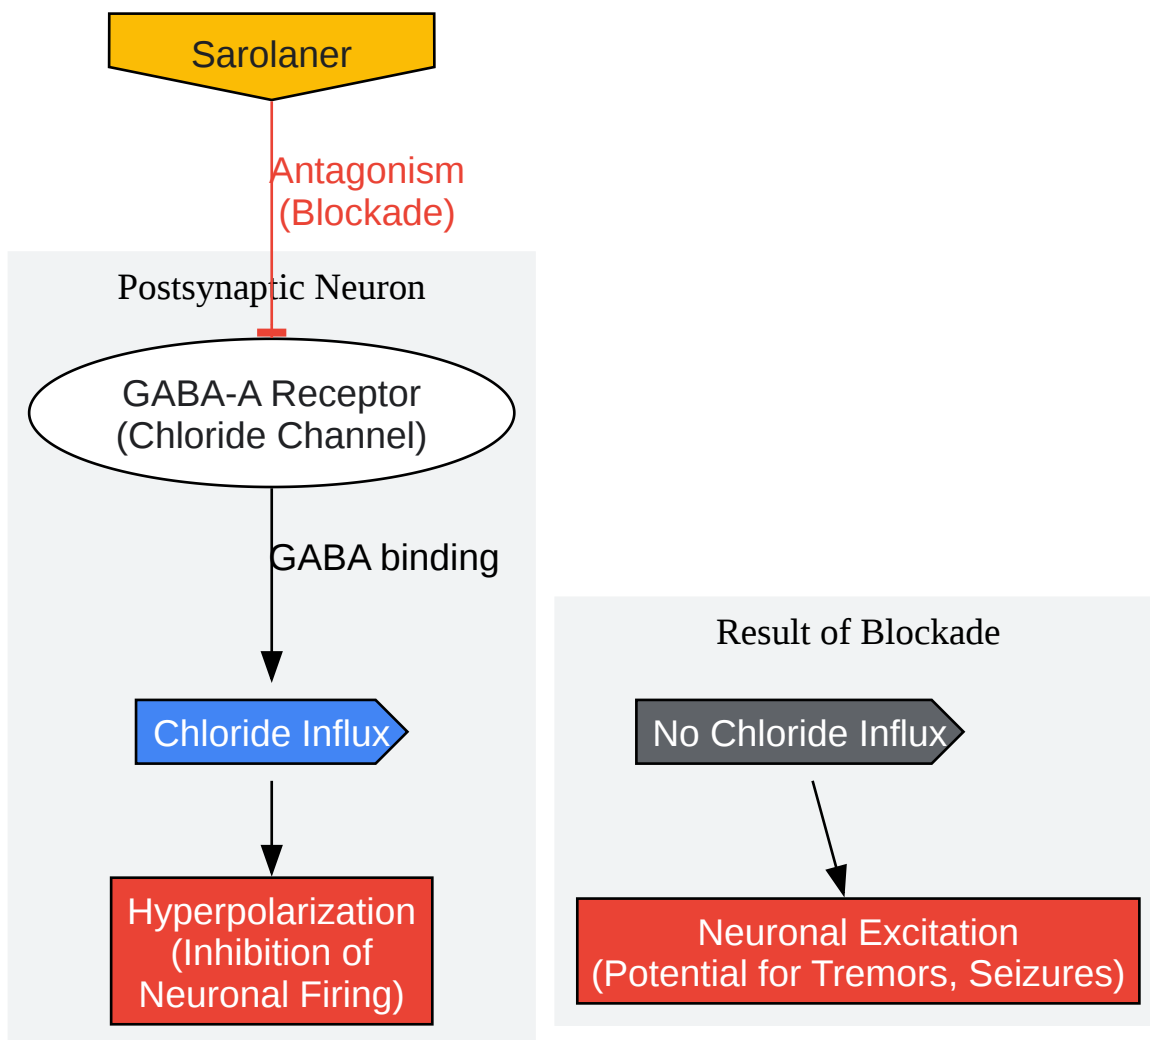 Sarolaner
Antagonism
(Blockade)
Postsynaptic Neuron
GABA-A Receptor
(Chloride Channel)
GABA binding
Chloride Influx
Hyperpolarization
(Inhibition of
Neuronal Firing)
Result of Blockade
No Chloride Influx
Neuronal Excitation
(Potential for Tremors, Seizures)